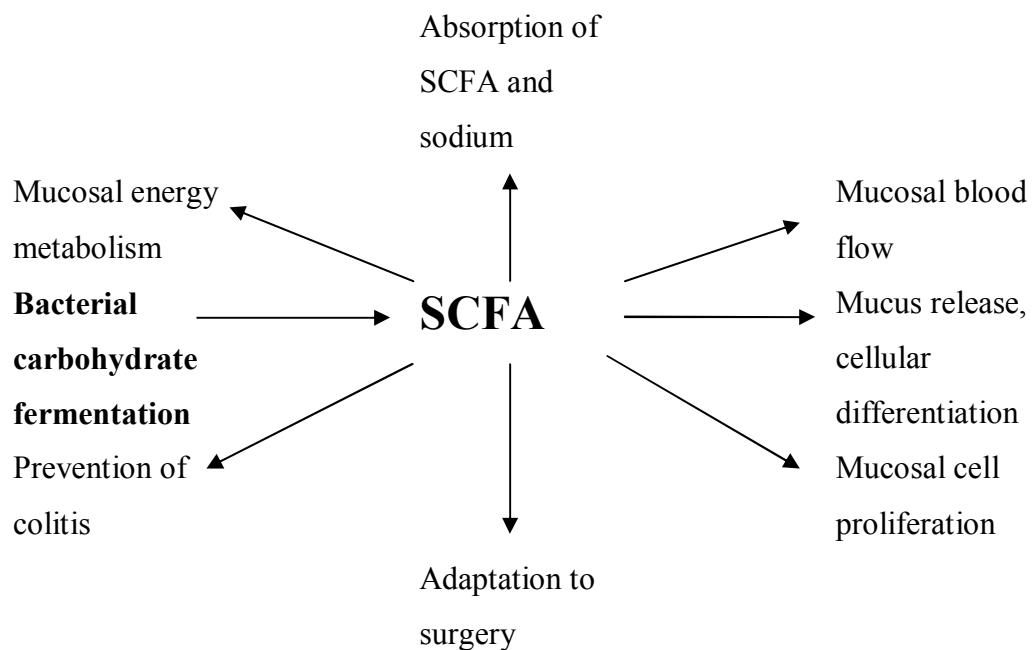 Absorption of
SCFA and
sodium
Mucosal energy
metabolism
Bacterial
carbohydrate
fermentation
Prevention of
colitis
SCFA
Mucosal blood
flow
Mucus release,
cellular
differentiation
Mucosal cell
proliferation
Adaptation to
surgery